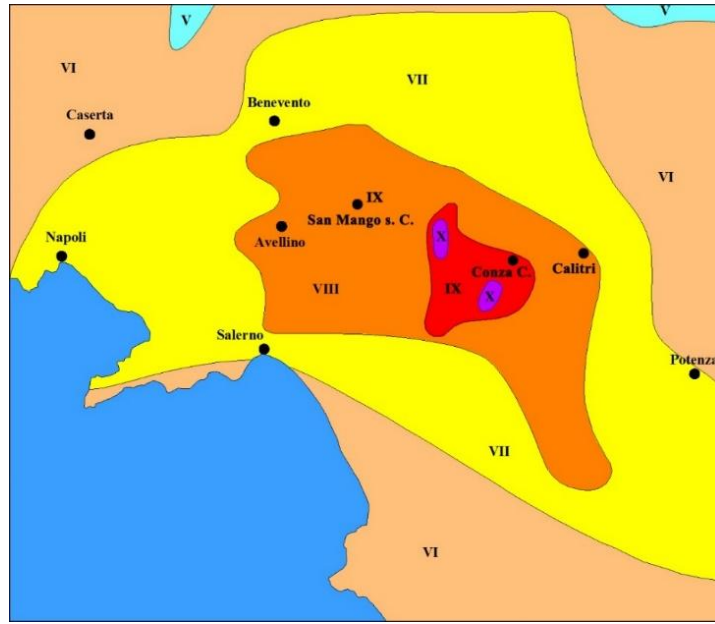 V
V
VI
VII
Benevento
Caserta
VI
IX
San Mango s. C.
Napoli
Avellino
X
Conza C.
Calitri
VIII
IX
X
Salerno
Potenza
VII
VI